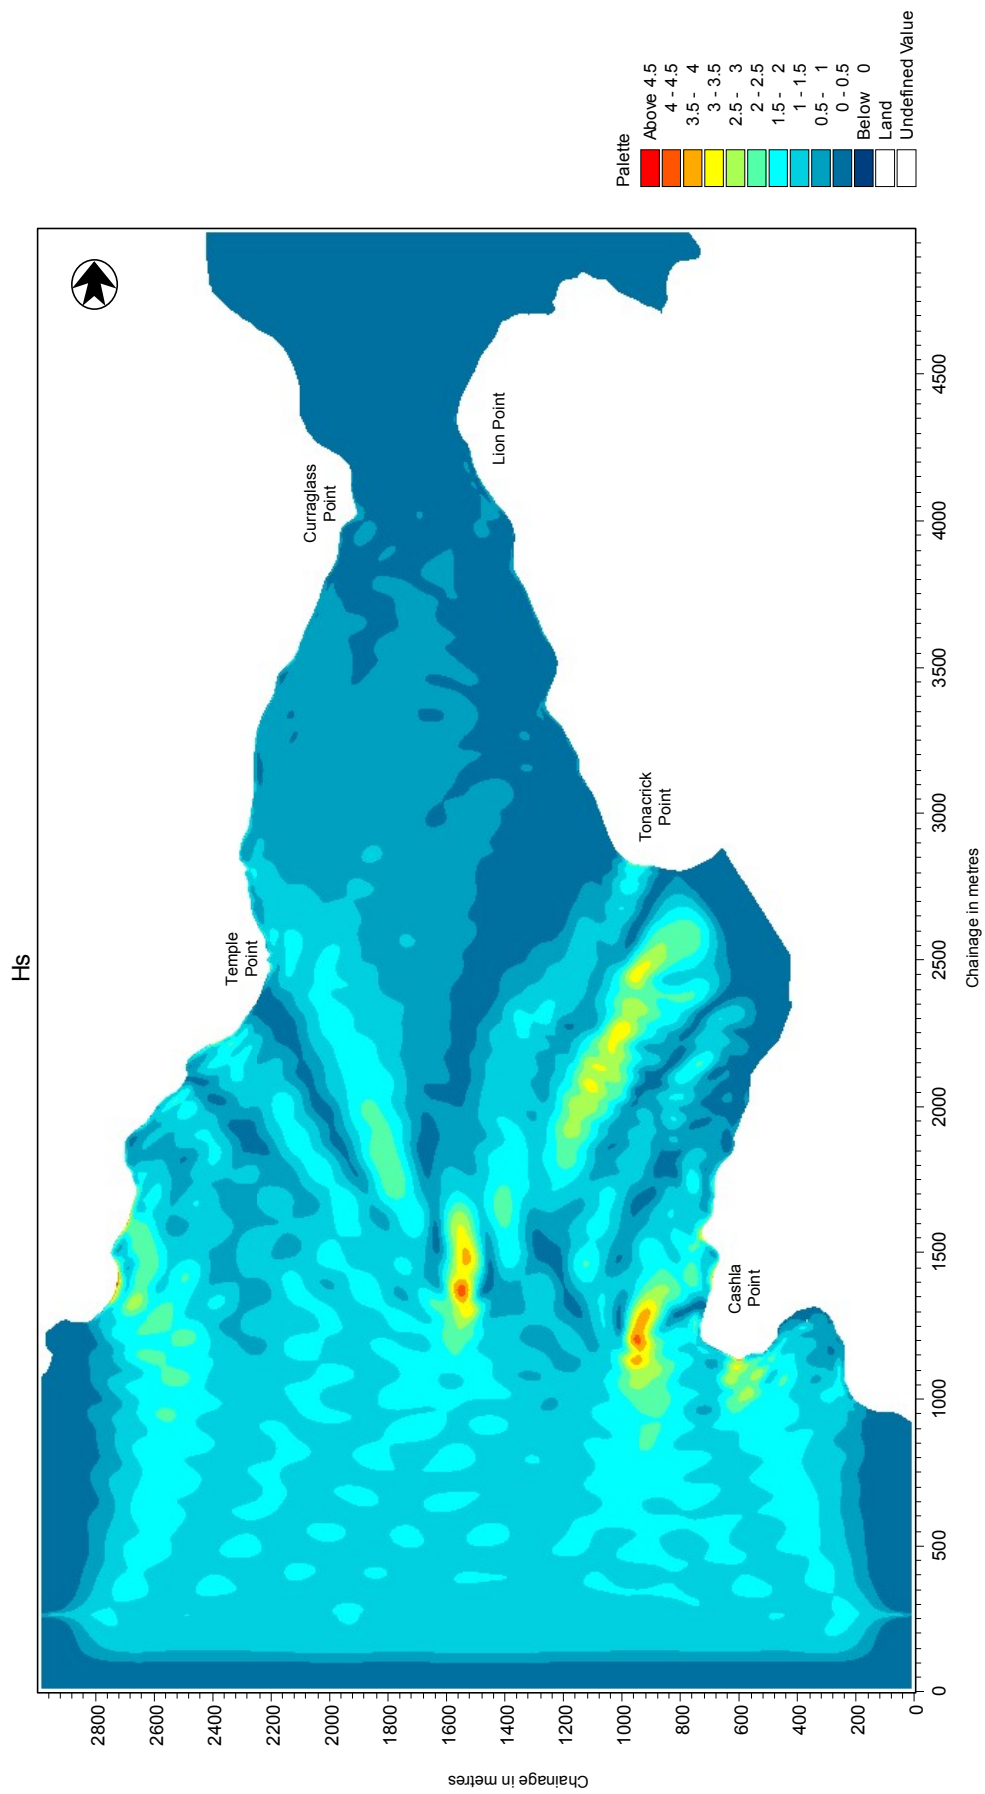 Hs
Palette
Above 4.5
4 - 4.5
3.5 - 4
3 - 3.5
2.5 - 3
2 - 2.5
1.5 - 2
1 - 1.5
0.5 - 1
0 - 0.5
Below 0
Land
Undefined Value
Curraglass
Point
Lion Point
Temple
Point
Tonacrick
Point
Cashla
Point
Chainage in metres
2800
2600
2400
2200
2000
1800
1600
1400
1200
1000
800
600
400
200
0
0
500
1000
1500
2000
2500
3000
3500
4000
4500
Chainage in metres